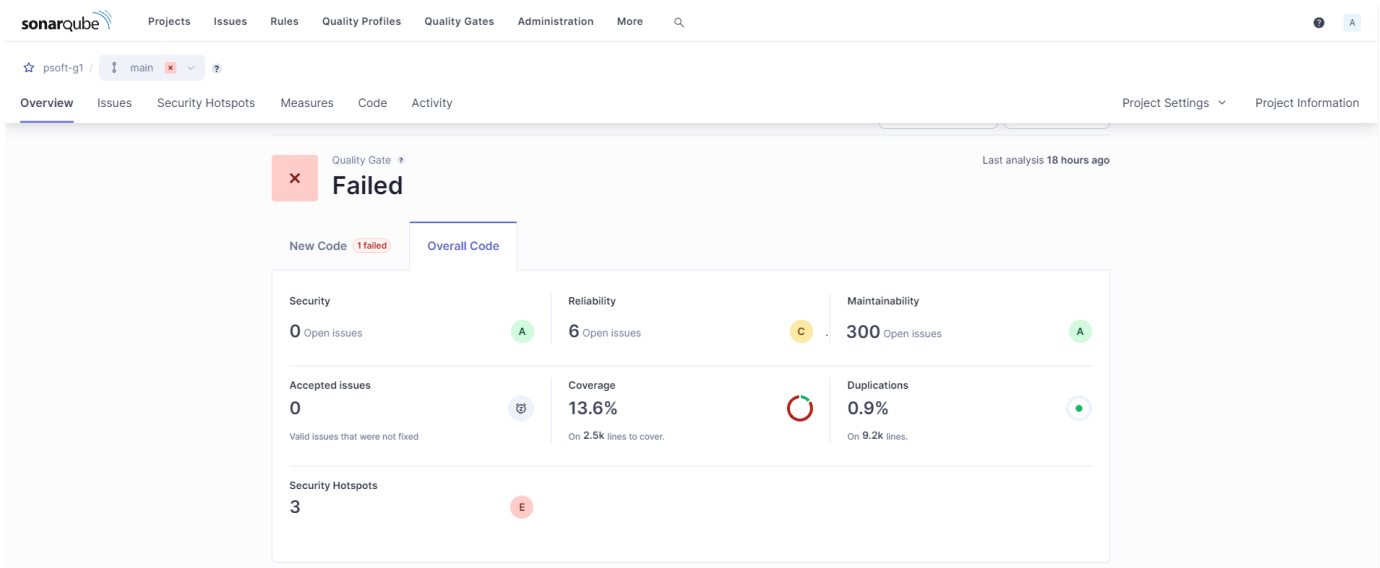 sonarqube Projects Issues Rules Quality Profiles Quality Gates Administration More ? A
psoft-g1 / main × ?
Overview Issues Security Hotspots Measures Code Activity Project Settings Project Information
Quality Gate ? Last analysis 18 hours ago
× Failed
New Code 1 failed Overall Code
Security Reliability Maintainability
0 Open issues A 6 Open issues C . 300 Open issues A
Accepted issues Coverage Duplications
0 13.6% 0.9%
Valid issues that were not fixed On 2.5k lines to cover. On 9.2k lines.
Security Hotspots
3 E